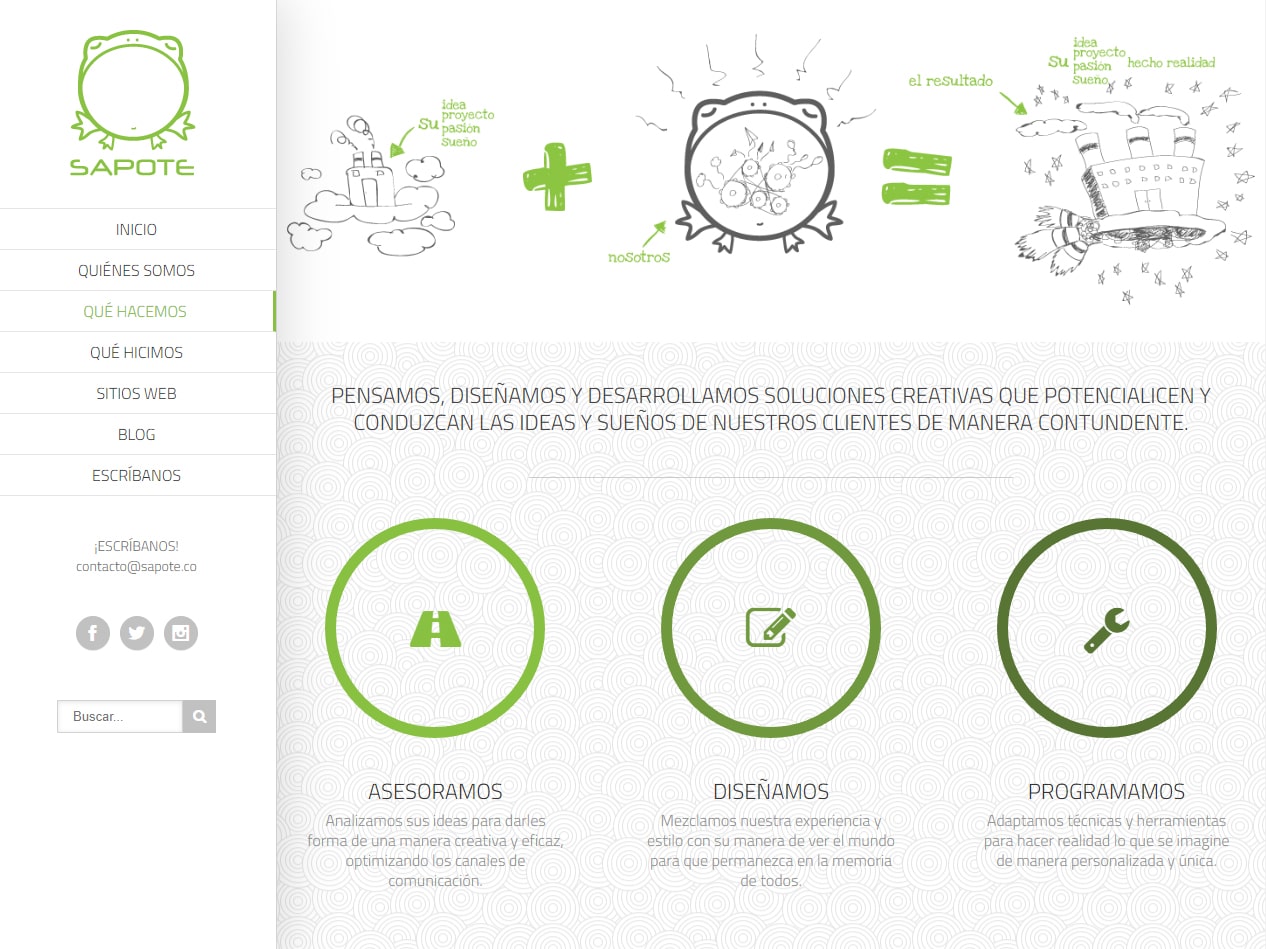 SAPOTE
INICIO
QUIÉNES SOMOS
QUÉ HACEMOS
QUÉ HICIMOS
SITIOS WEB
BLOG
ESCRÍBANOS
¡ESCRÍBANOS!
contacto@sapote.co
Buscar...
su idea
proyecto
pasión
sueño
nosotros
el resultado
su idea
proyecto
pasión
sueño
hecho realidad
PENSAMOS, DISEÑAMOS Y DESARROLLAMOS SOLUCIONES CREATIVAS QUE POTENCIALICEN Y
CONDUZCAN LAS IDEAS Y SUEÑOS DE NUESTROS CLIENTES DE MANERA CONTUNDENTE.
ASESORAMOS
Analizamos sus ideas para darles
forma de una manera creativa y eficaz,
optimizando los canales de
comunicación.
DISEÑAMOS
Mezclamos nuestra experiencia y
estilo con su manera de ver el mundo
para que permanezca en la memoria
de todos.
PROGRAMAMOS
Adaptamos técnicas y herramientas
para hacer realidad lo que se imagine
de manera personalizada y única.